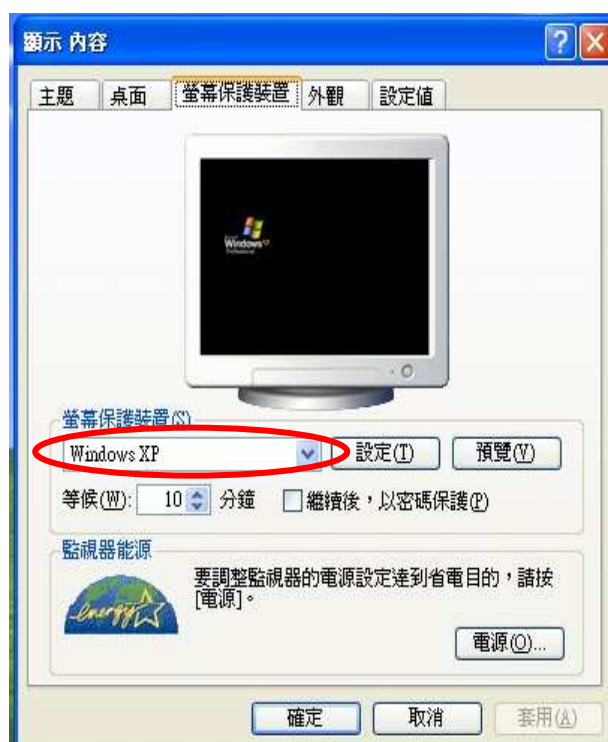 顯示 內容
主題 桌面 螢幕保護裝置 外觀 設定值
Windows xp
Professional
螢幕保護裝置(S)
Windows XP 設定(T) 預覽(V)
等候(W): 10 分鐘 繼續後，以密碼保護(P)
監視器能源
要調整監視器的電源設定達到省電目的，請按
[電源]。
energy
電源(O)...
確定 取消 套用(A)